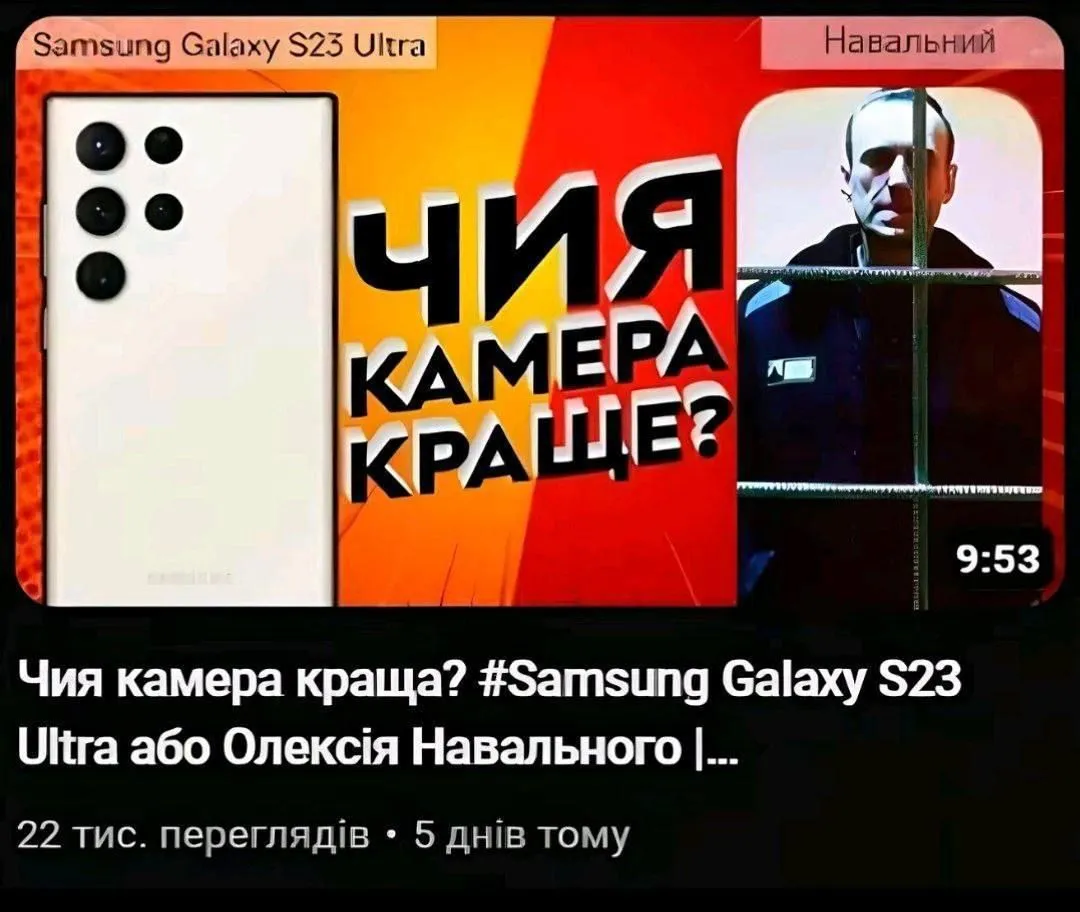 Samsung Galaxy S23 Ultra
Навальний
ЧИЯ
КАМЕРА
КРАЩЕ?
SAMSUNG
9:53
Чия камера краща? #Samsung Galaxy S23
Ultra або Олексія Навального |...
22 тис. переглядів • 5 днів тому